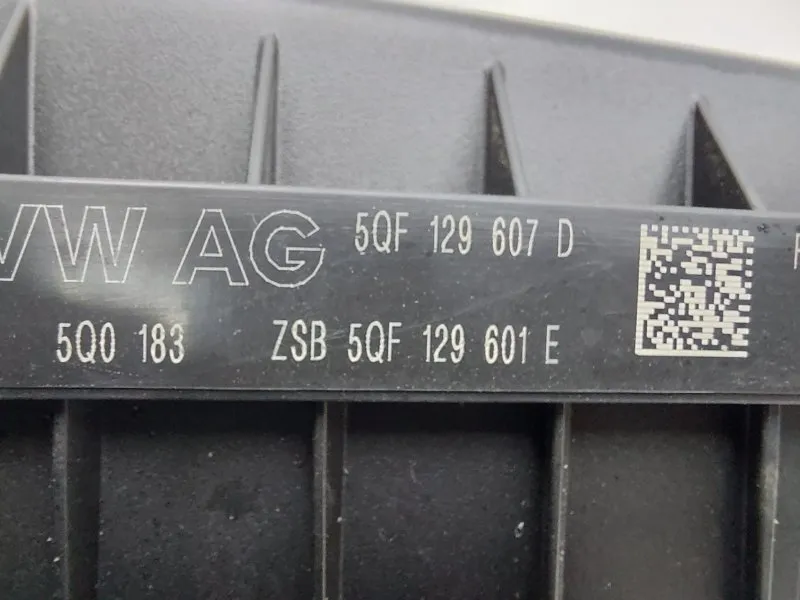 VW AG 5QF 129 607 D
5Q0 183 ZSB 5QF 129 601 E